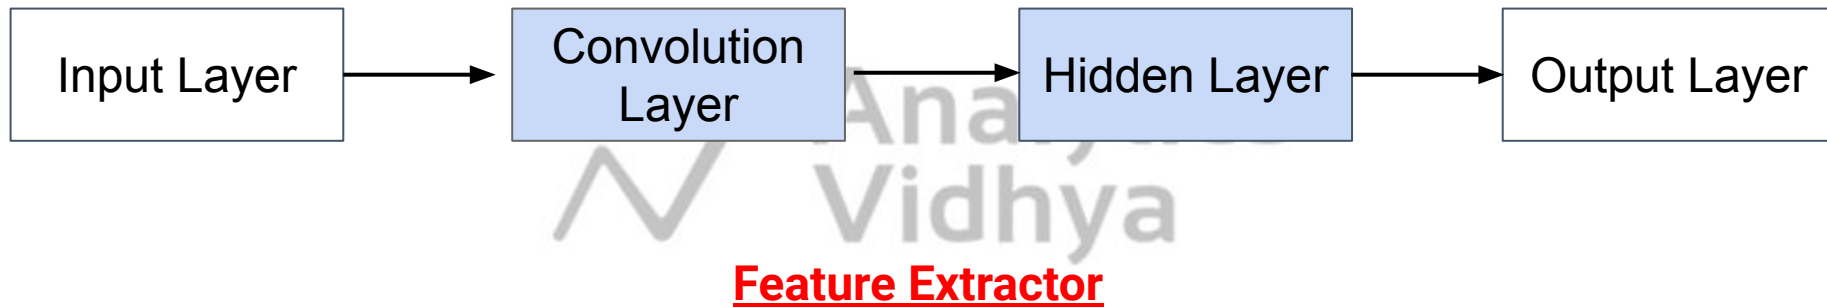 Input Layer
Convolution
Layer
Hidden Layer
Output Layer
Vidhya
Feature Extractor